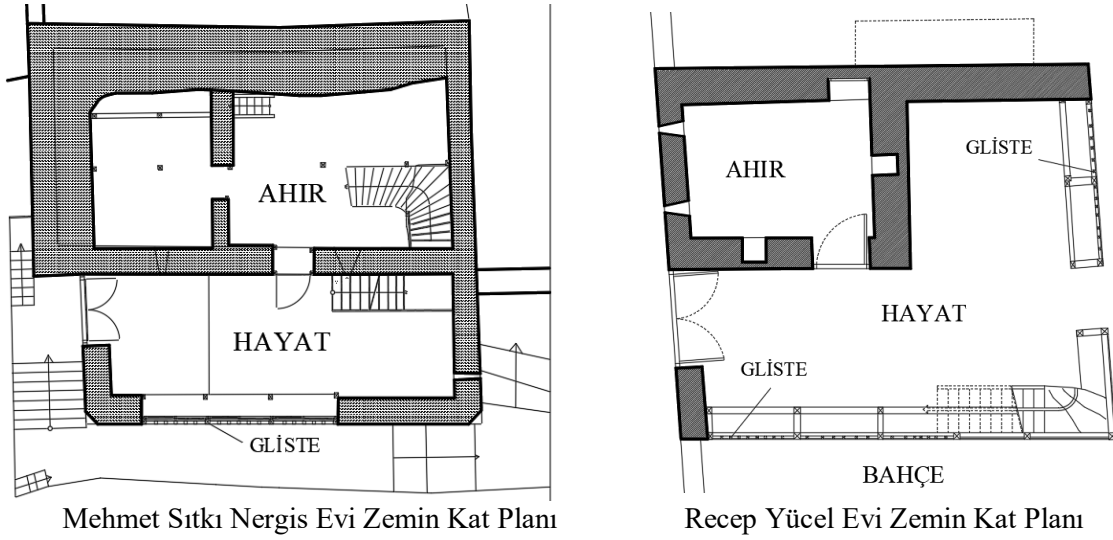 AHIR
HAYAT
GLİSTE
Mehmet Sıtkı Nergis Evi Zemin Kat Planı
GLİSTE
AHIR
HAYAT
GLİSTE
BAHÇE
Recep Yücel Evi Zemin Kat Planı